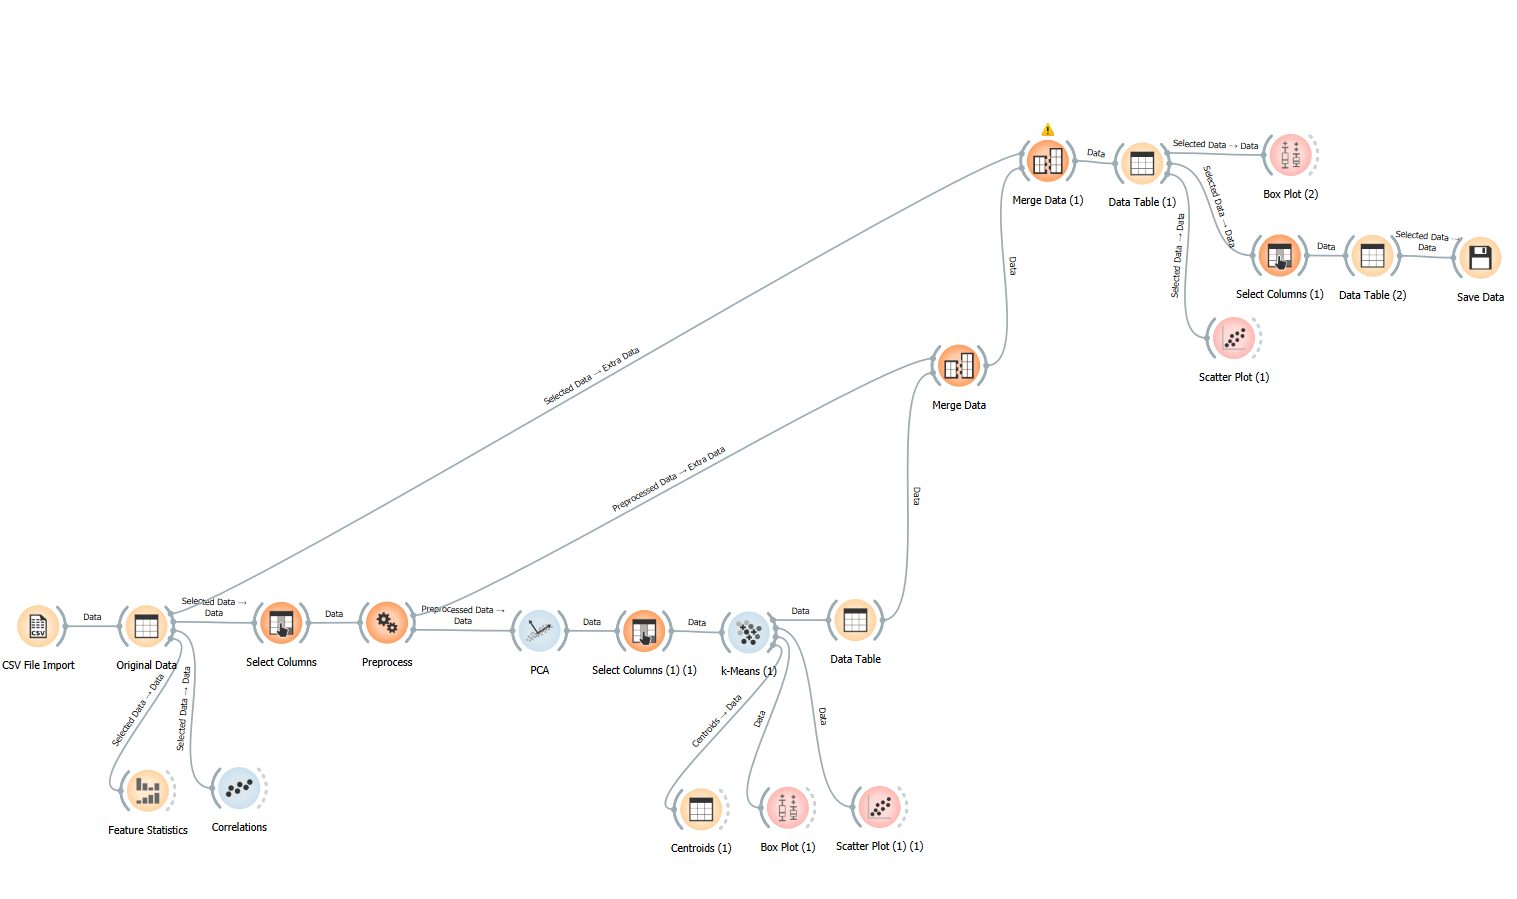 Selected Data → Data
Data
Merge Data (1)
Data Table (1)
Box Plot (2)
Selected Data → Data
Selected Data → Data
Data
Select Columns (1)
Data
Data Table (2)
Selected Data →
Data
Save Data
Scatter Plot (1)
Selected Data → Extra Data
Merge Data
Preprocessed Data → Extra Data
Data
CSV
CSV File Import
Data
Original Data
Selected Data →
Data
Select Columns
Data
Preprocess
Preprocessed Data →
Data
PCA
Data
Select Columns (1) (1)
Data
k-Means (1)
Data
Data Table
Selected Data → Data
Selected Data → Data
Centroids → Data
Data
Data
Feature Statistics
Correlations
Centroids (1)
Box Plot (1)
Scatter Plot (1) (1)